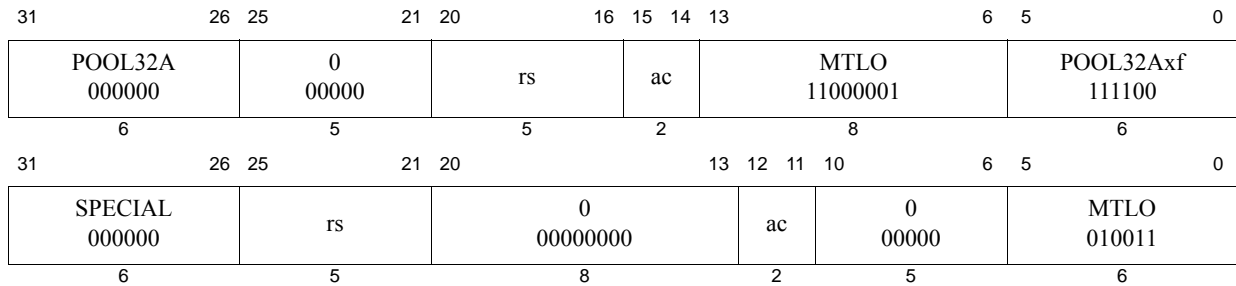 31 26 25 21 20 16 15 14 13 6 5 0
POOL32A 0 rs ac MTLO POOL32Axf
000000 00000 11000001 111100
6 5 5 2 8 6
31 26 25 21 20 13 12 11 10 6 5 0
SPECIAL rs 0 ac 0 MTLO
000000 00000000 00000 010011
6 5 8 2 5 6